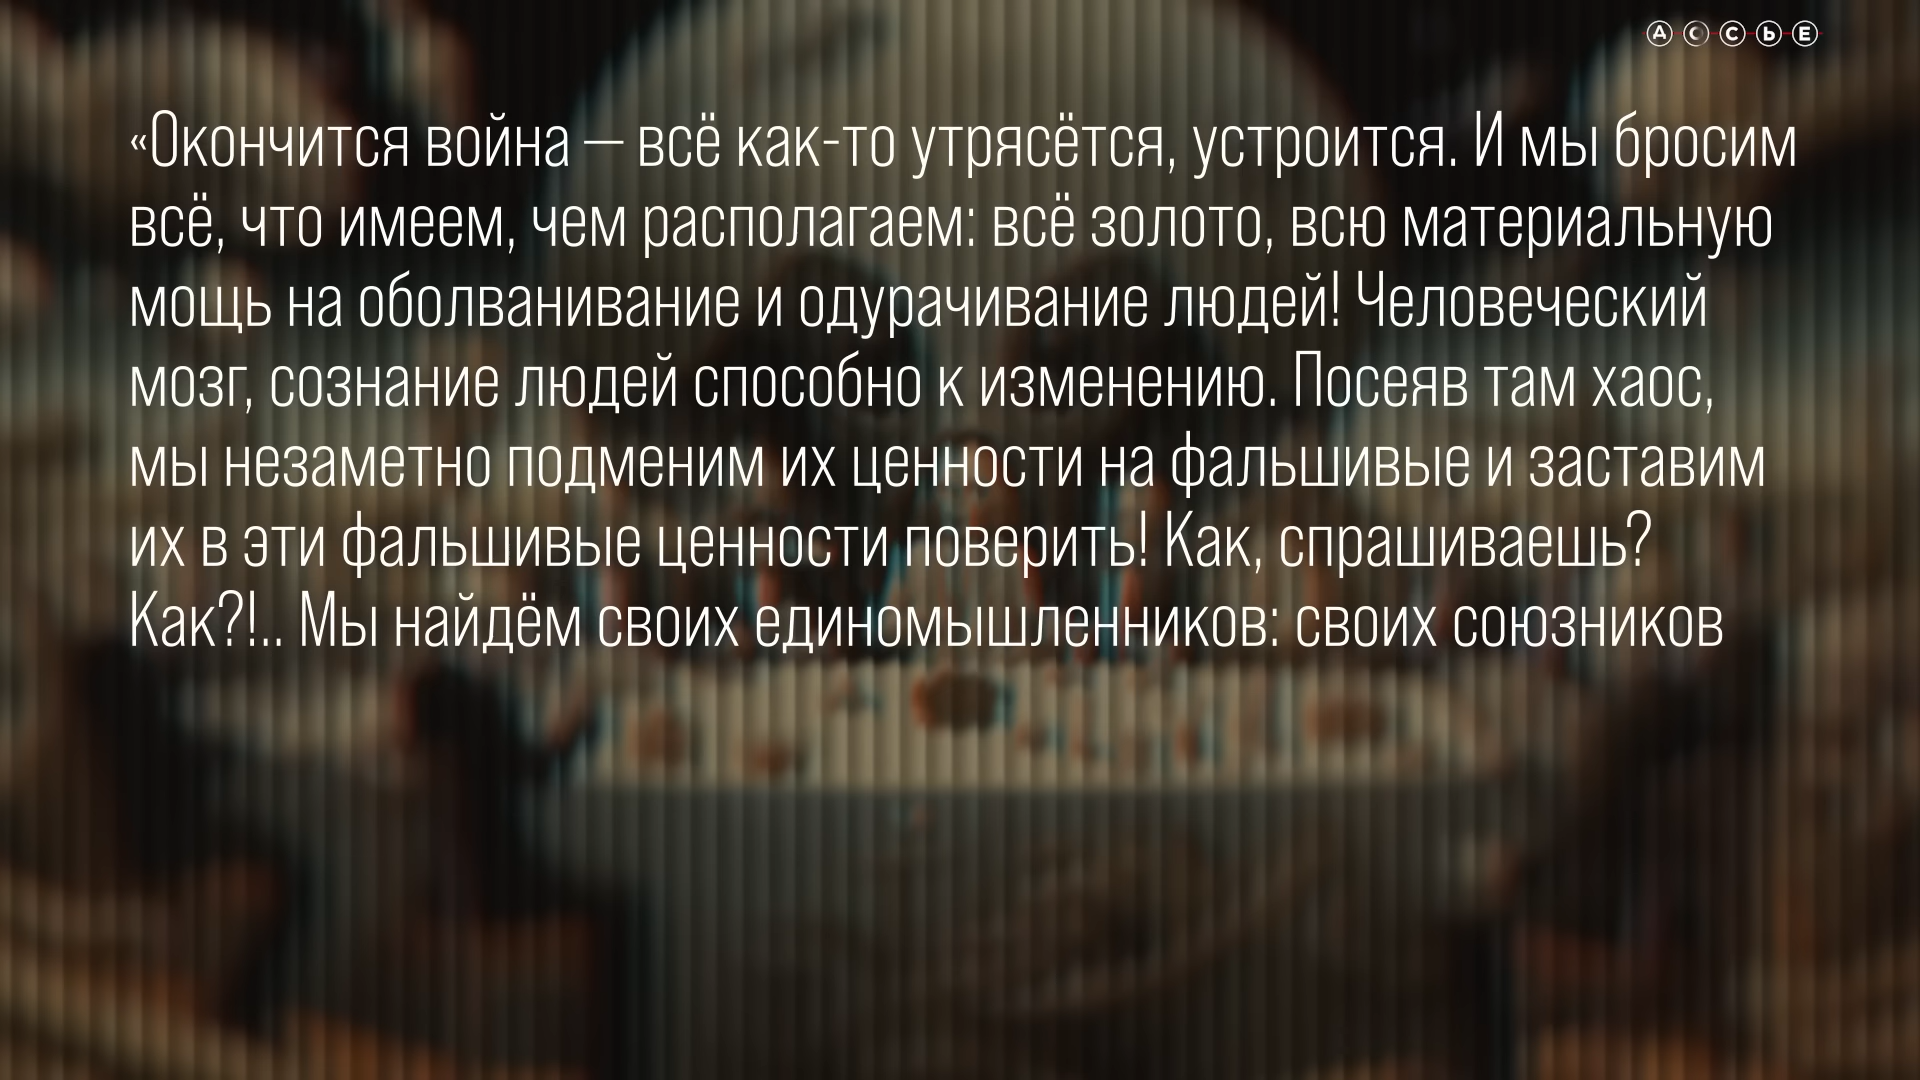 ДОСЬЕ
«Окончится война – всё как-то утрясётся, устроится. И мы бросим
всё, что имеем, чем располагаем: всё золото, всю материальную
мощь на оболванивание и одурачивание людей! Человеческий
мозг, сознание людей способно к изменению. Посеяв там хаос,
мы незаметно подменим их ценности на фальшивые и заставим
их в эти фальшивые ценности поверить! Как, спрашиваешь?
Как?!.. Мы найдём своих единомышленников: своих союзников